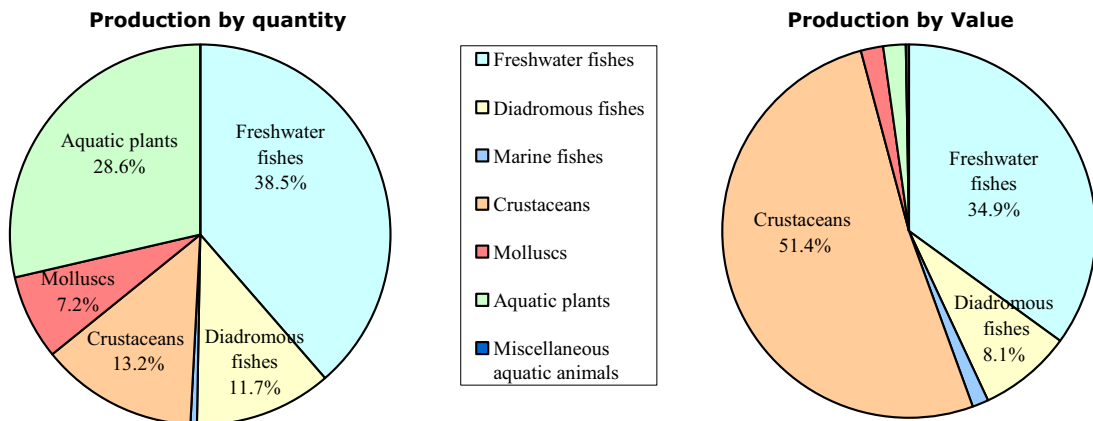 Production by quantity
Aquatic plants
28.6%
Freshwater
fishes
38.5%
Molluscs
7.2%
Crustaceans
13.2%
Diadromous
fishes
11.7%
Freshwater fishes
Diadromous fishes
Marine fishes
Crustaceans
Molluscs
Aquatic plants
Miscellaneous
aquatic animals
Production by Value
Freshwater
fishes
34.9%
Crustaceans
51.4%
Diadromous
fishes
8.1%